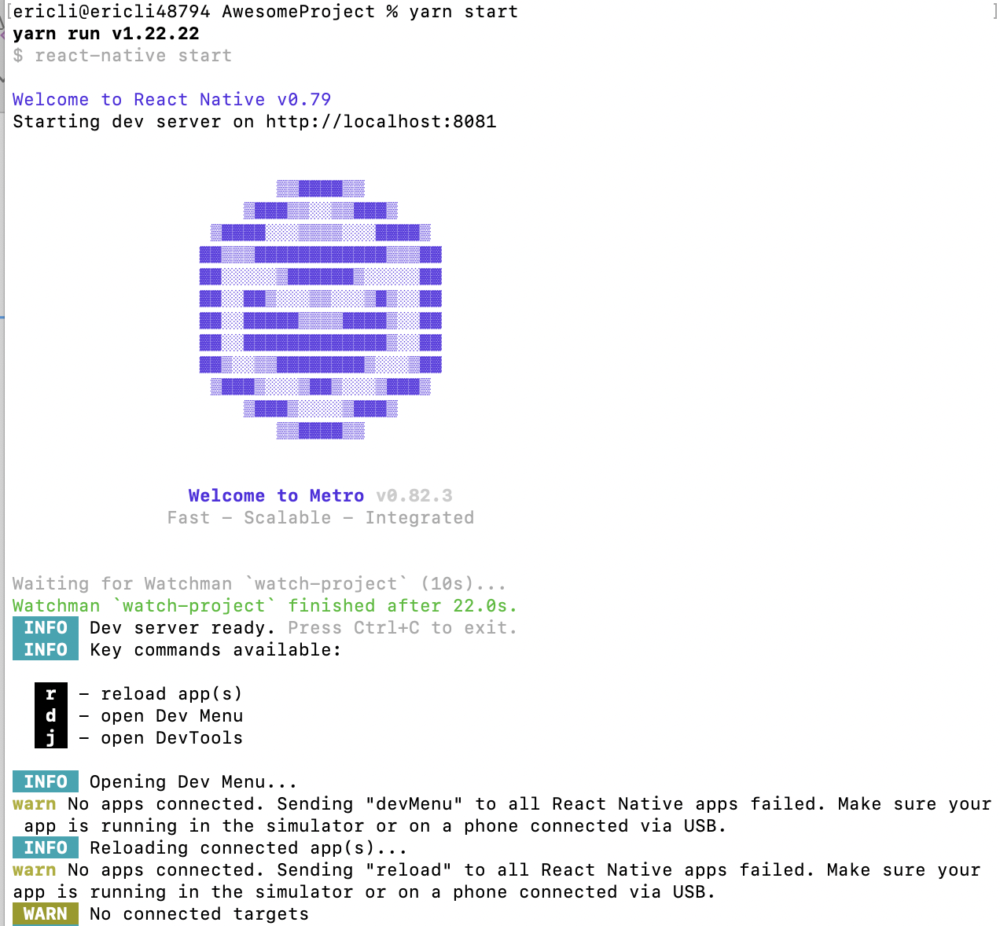 [ericli@ericli48794 AwesomeProject % yarn start ]
yarn run v1.22.22
$ react-native start
Welcome to React Native v0.79
Starting dev server on http://localhost:8081
Welcome to Metro v0.82.3
Fast - Scalable - Integrated
Waiting for Watchman `watch-project` (10s)...
Watchman `watch-project` finished after 22.0s.
INFO Dev server ready. Press Ctrl+C to exit.
INFO Key commands available:
r - reload app(s)
d - open Dev Menu
j - open DevTools
INFO Opening Dev Menu...
warn No apps connected. Sending "devMenu" to all React Native apps failed. Make sure your
app is running in the simulator or on a phone connected via USB.
INFO Reloading connected app(s)...
warn No apps connected. Sending "reload" to all React Native apps failed. Make sure your
app is running in the simulator or on a phone connected via USB.
WARN No connected targets